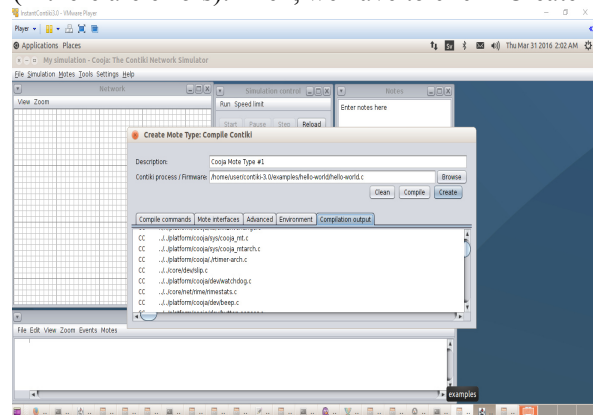 InstantContiki3.0 - VMware Player
Player
Applications Places
Thu Mar 31 2016 2:02 AM
My simulation - Cooja: The Contiki Network Simulator
File Simulation Motes Tools Settings Help
Network
Simulation control
Notes
View Zoom
Run Speed limit
Enter notes here
Start Pause Step Reload
Create Mote Type: Compile Contiki
Description:
Cooja Mote Type #1
Contiki process / Firmware:
/home/user/contiki-3.0/examples/hello-world/hello-world.c
Browse
Clean Compile Create
Compile commands Mote interfaces Advanced Environment Compilation output
CC ../../platform/cooja/sys/cooja_mt.c
CC ../../platform/cooja/sys/cooja_mtarch.c
CC ../../platform/cooja/./rtimer-arch.c
CC ../../core/dev/slip.c
CC ../../platform/cooja/dev/watchdog.c
CC ../../core/net/rime/rimestats.c
CC ../../platform/cooja/dev/beep.c
File Edit View Zoom Events Motes
examples